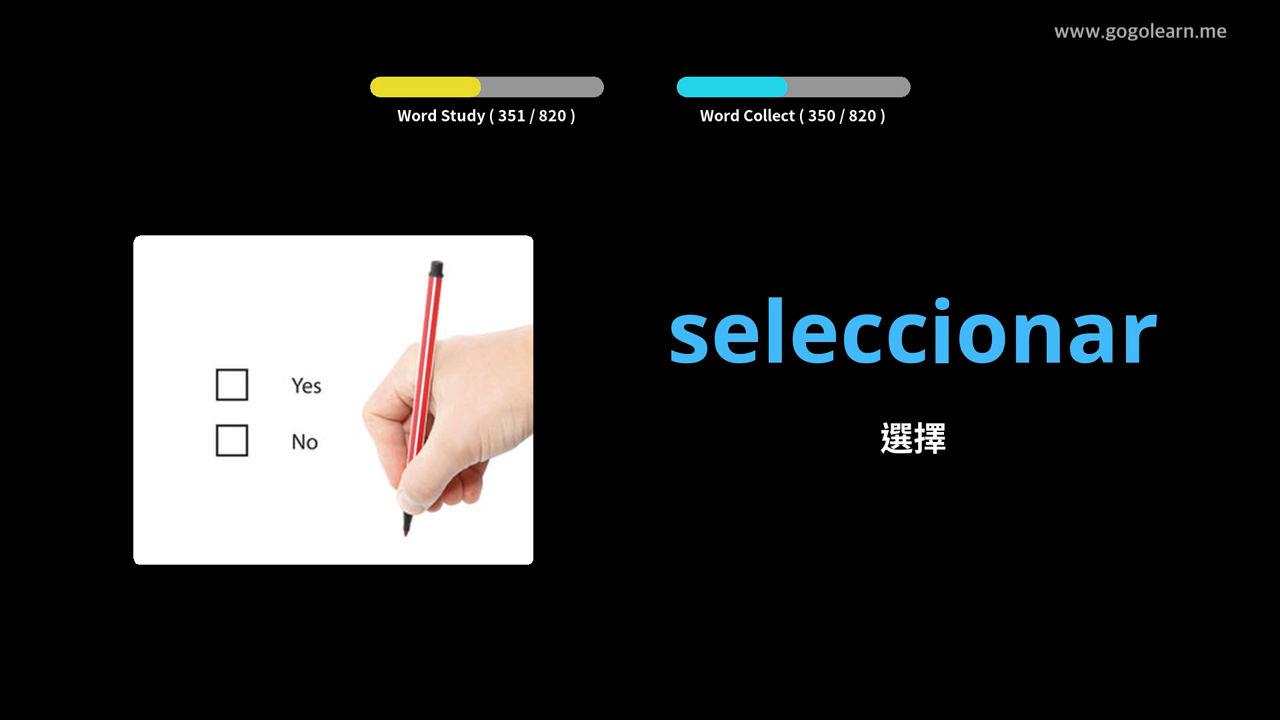 www.gogolearn.me
Word Study ( 351 / 820 )
Word Collect ( 350 / 820 )
Yes
No
seleccionar
選擇